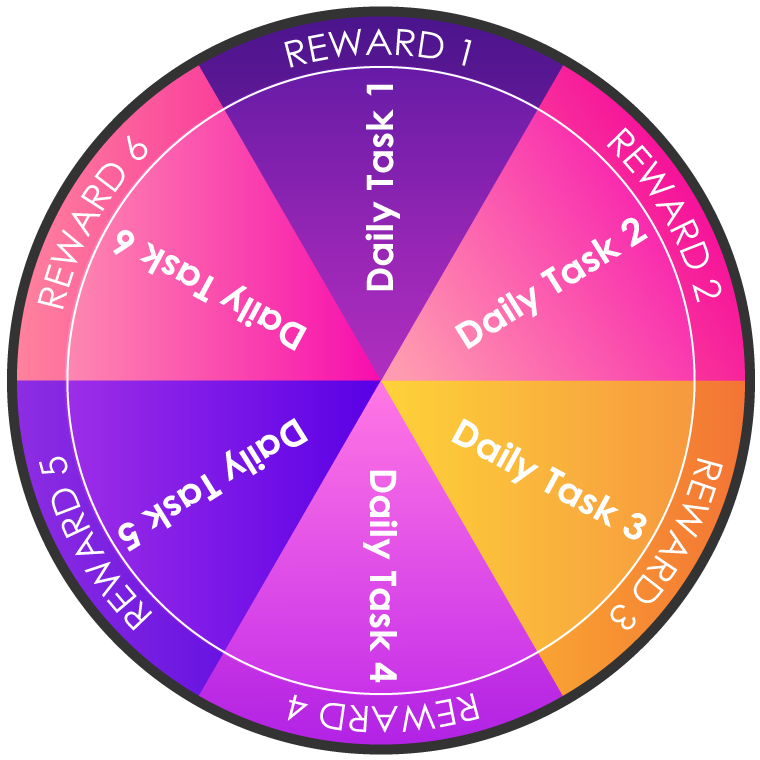 REWARD 1
Daily Task 1
REWARD 2
Daily Task 2
REWARD 3
Daily Task 3
REWARD 4
Daily Task 4
REWARD 5
Daily Task 5
REWARD 6
Daily Task 6